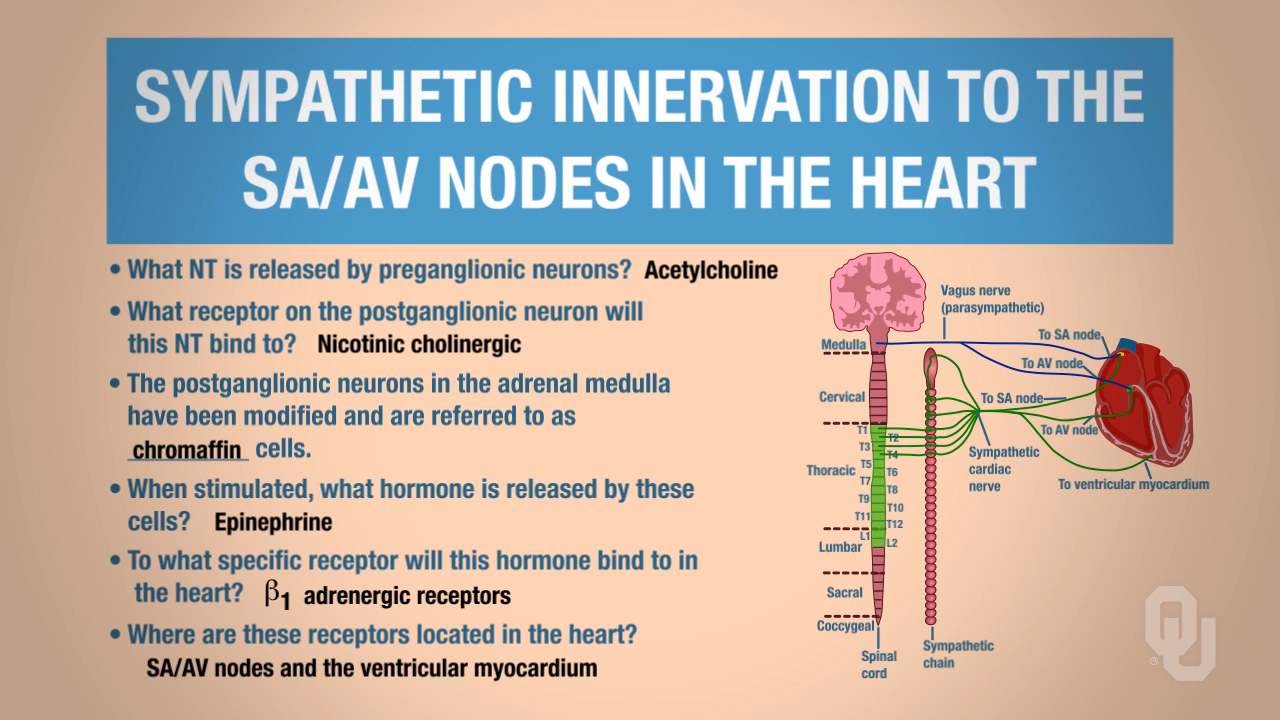 SYMPATHETIC INNERVATION TO THE
SA/AV NODES IN THE HEART
• What NT is released by preganglionic neurons? Acetylcholine
• What receptor on the postganglionic neuron will
this NT bind to? Nicotinic cholinergic
• The postganglionic neurons in the adrenal medulla
have been modified and are referred to as
chromaffin cells.
• When stimulated, what hormone is released by these
cells? Epinephrine
• To what specific receptor will this hormone bind to in
the heart? β1 adrenergic receptors
• Where are these receptors located in the heart?
SA/AV nodes and the ventricular myocardium
Vagus nerve
(parasympathetic)
To SA node
Medulla
To AV node
Cervical
To SA node
T1
T2
To AV node
T3
T4
Sympathetic
cardiac
nerve
T5
Thoracic
T6
T7
To ventricular myocardium
T8
T9
T10
T11
T12
L1
L2
Lumbar
Sacral
Coccygeal
Spinal
cord
Sympathetic
chain
OU
®